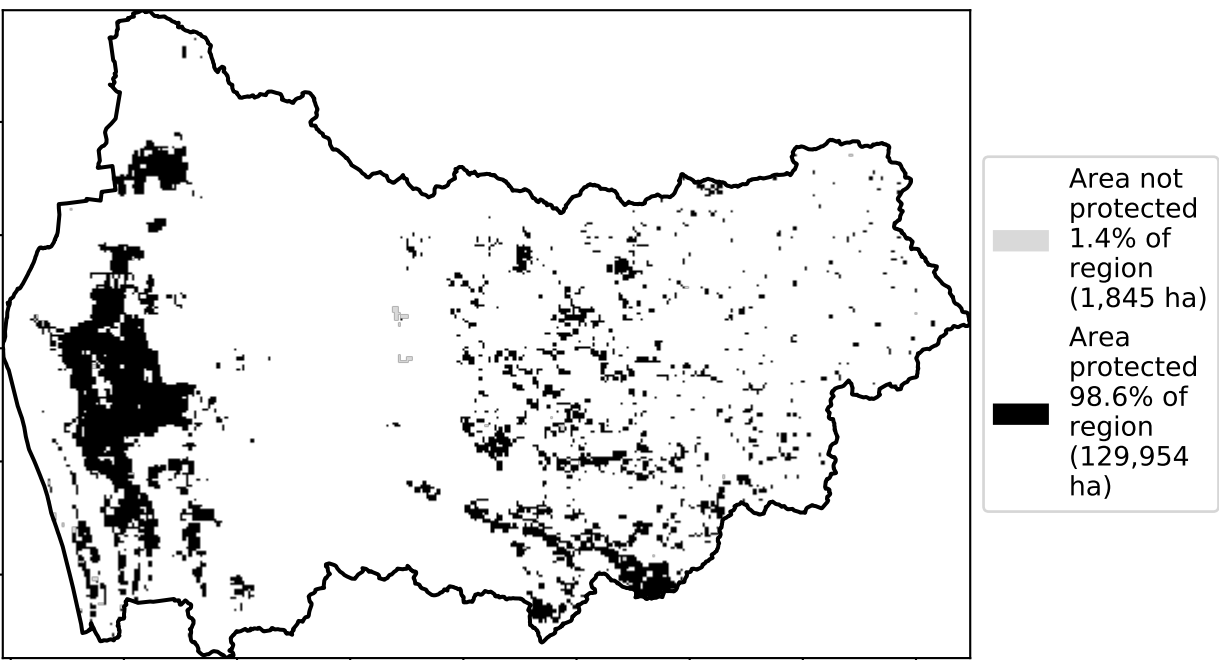 Area not
protected
1.4% of
region
(1,845 ha)
Area
protected
98.6% of
region
(129,954
ha)